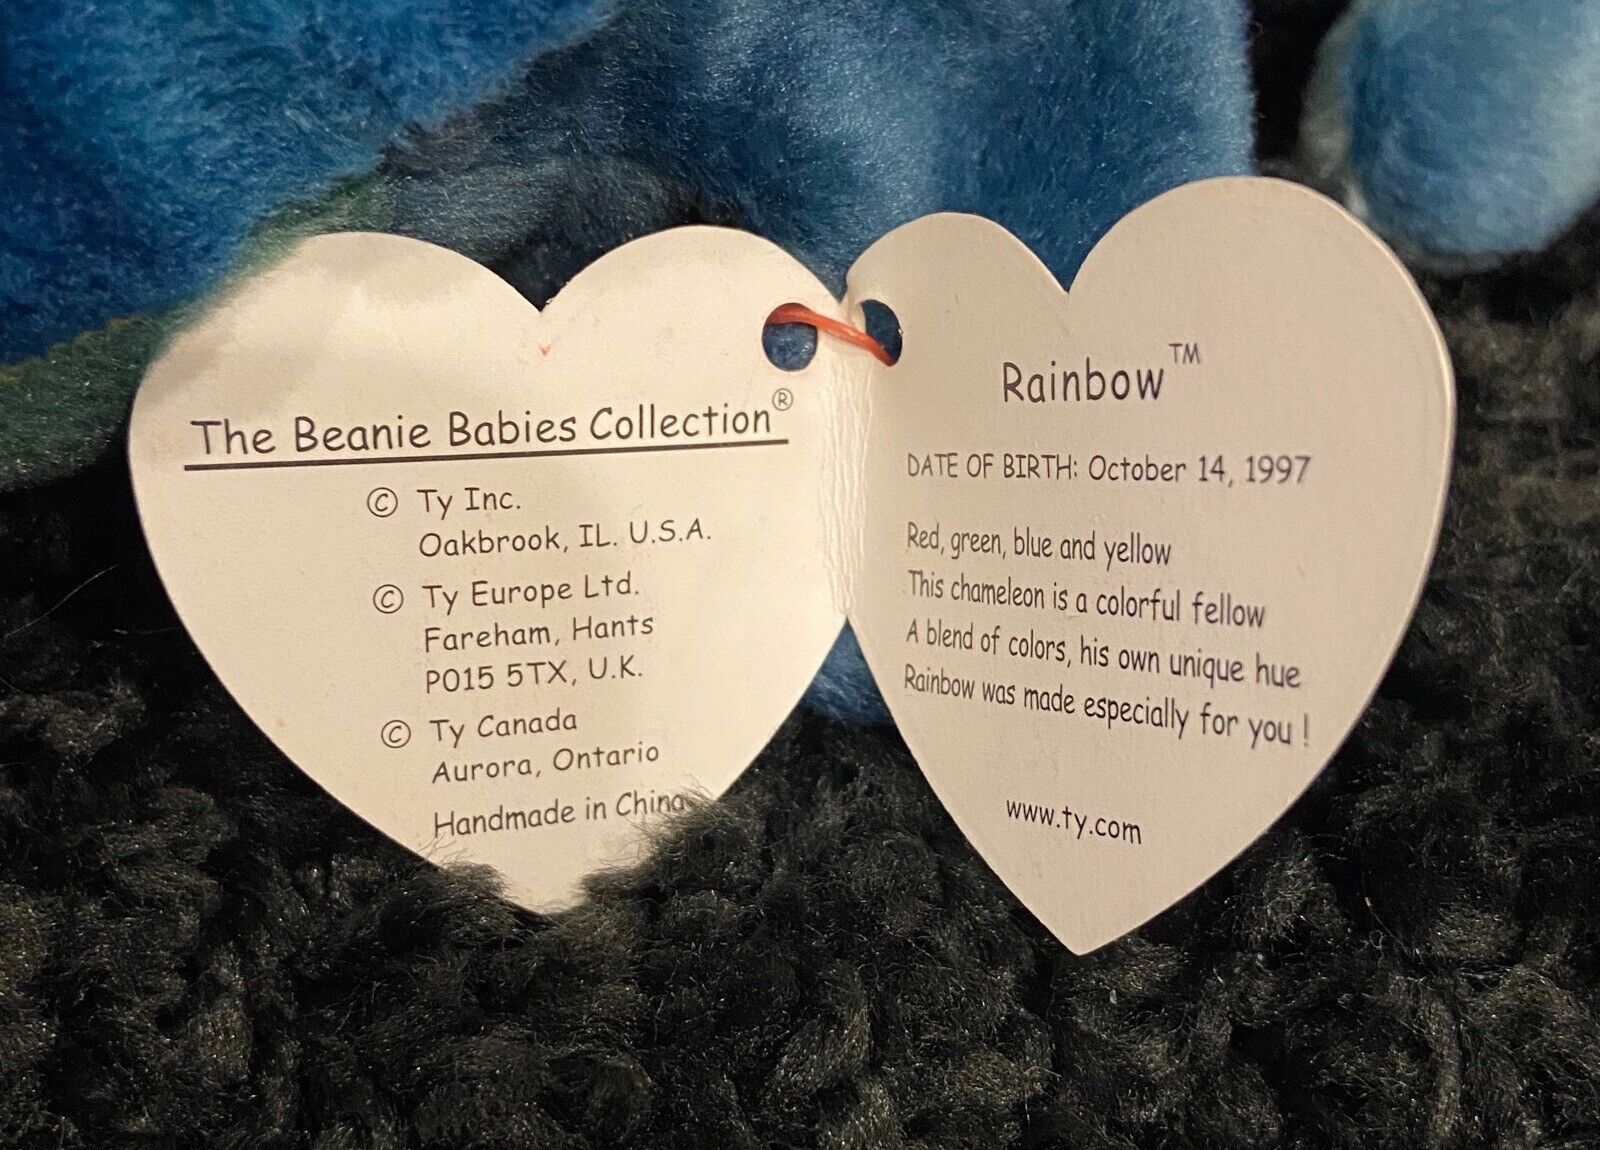 The Beanie Babies Collection®
© Ty Inc.
Oakbrook, IL. U.S.A.
© Ty Europe Ltd.
Fareham, Hants
PO15 5TX, U.K.
© Ty Canada
Aurora, Ontario
Handmade in China
Rainbow™
DATE OF BIRTH: October 14, 1997
Red, green, blue and yellow
This chameleon is a colorful fellow
A blend of colors, his own unique hue
Rainbow was made especially for you !
www.ty.com